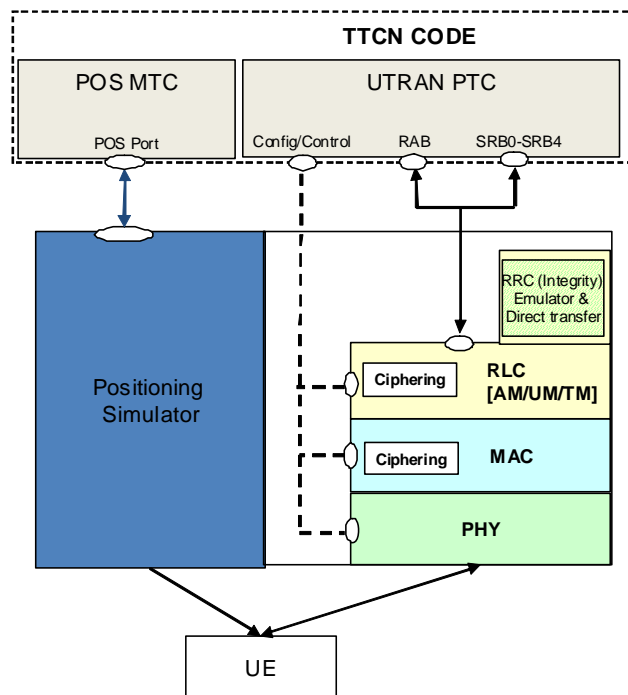 TTCN CODE
POS MTC
UTRAN PTC
POS Port
Config/Control
RAB
SRB0-SRB4
RRC (Integrity)
Emulator &
Direct transfer
Ciphering
RLC
[AM/UM/TM]
Positioning
Simulator
Ciphering
MAC
PHY
UE